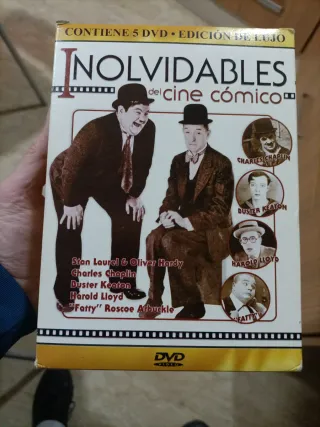 CONTIENE 5 DVD • EDICIÓN DE LUJO
INOLVIDABLES
del cine cómico
CHARLES CHAPLIN
BUSTER KEATON
HAROLD LLOYD
"FATTY"
Stan Laurel & Oliver Hardy
Charles Chaplin
Buster Keaton
Harold Lloyd
"Fatty" Roscoe Arbuckle
DVD